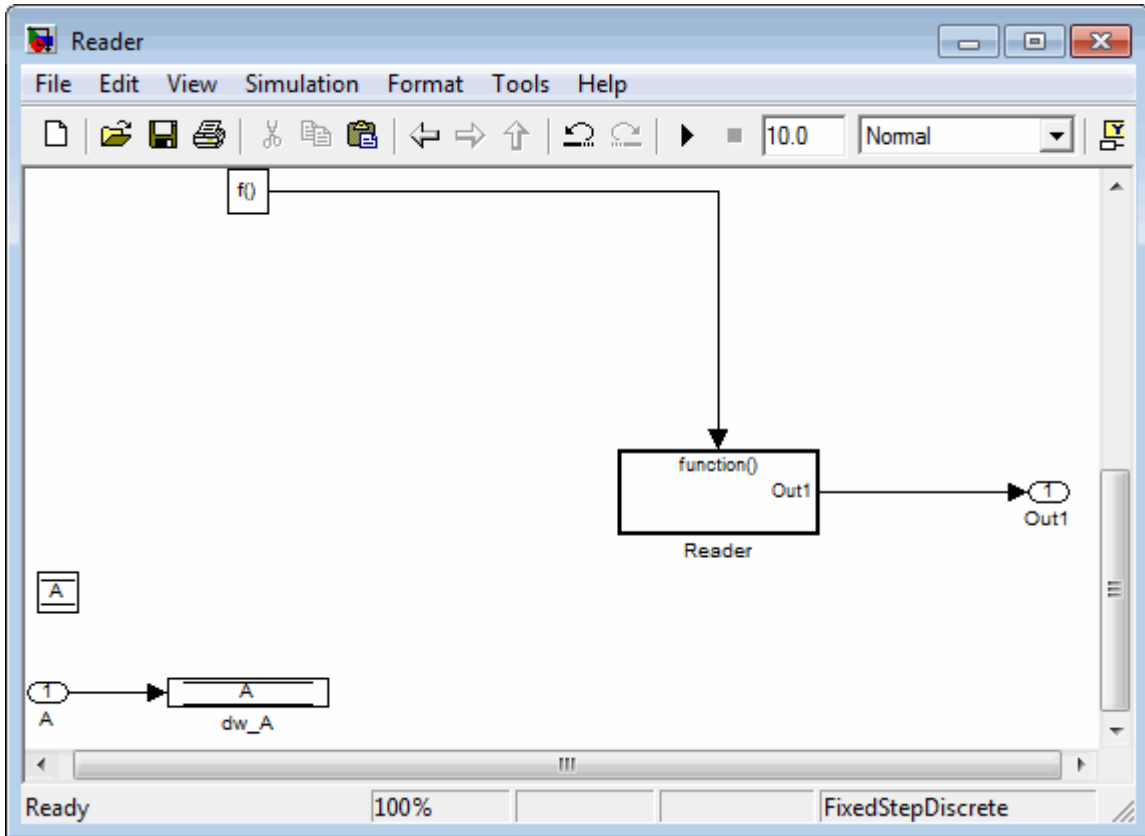 Reader
File Edit View Simulation Format Tools Help
10.0 Normal
f()
function()
Out1
1
Reader
Out1
A
1
A
A
dw_A
Ready 100% FixedStepDiscrete